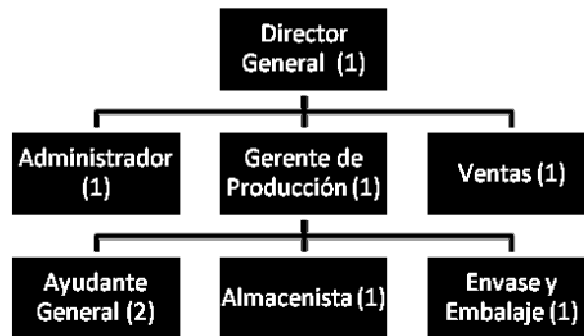 Director
General (1)
Administrador
(1)
Gerente de
Producción (1)
Ventas (1)
Ayudante
General (2)
Almacenista (1)
Envase y
Embalaje (1)